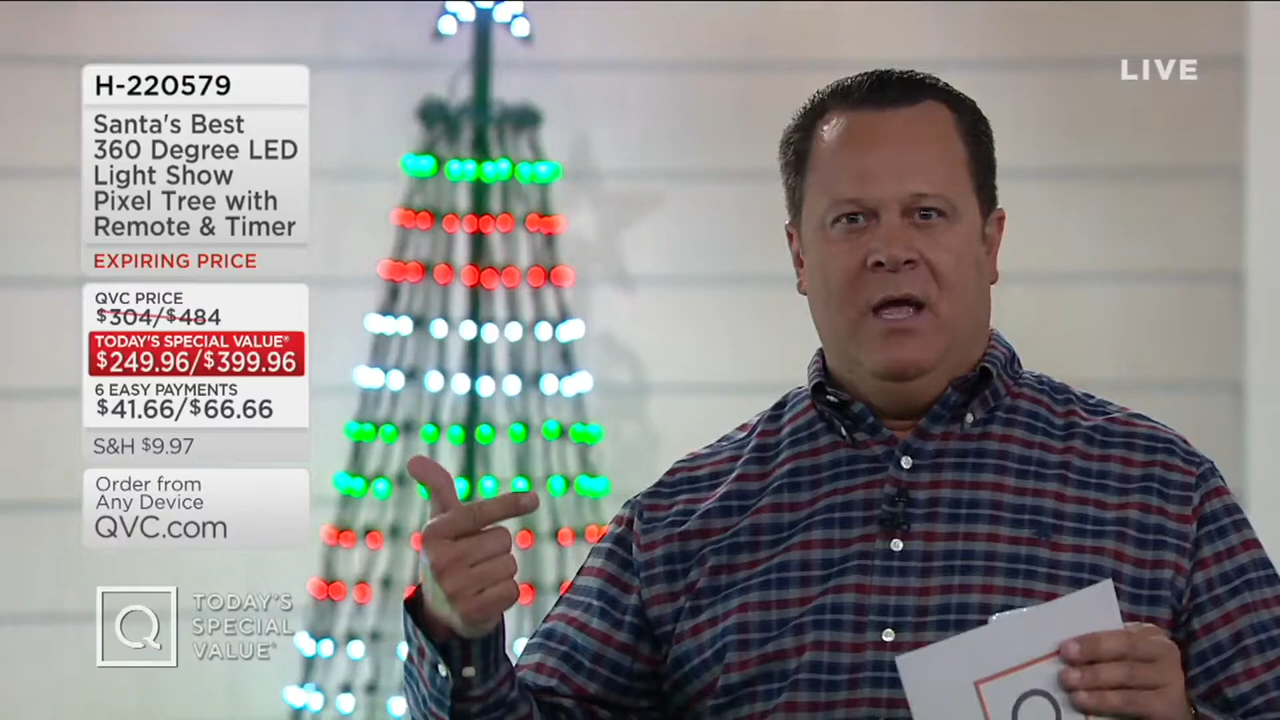 H-220579
Santa's Best
360 Degree LED
Light Show
Pixel Tree with
Remote & Timer
EXPIRING PRICE
QVC PRICE
$304/$484
TODAY'S SPECIAL VALUE®
$249.96/$399.96
6 EASY PAYMENTS
$41.66/$66.66
S&H $9.97
Order from
Any Device
QVC.com
Q
TODAY'S
SPECIAL
VALUE®
LIVE
Q